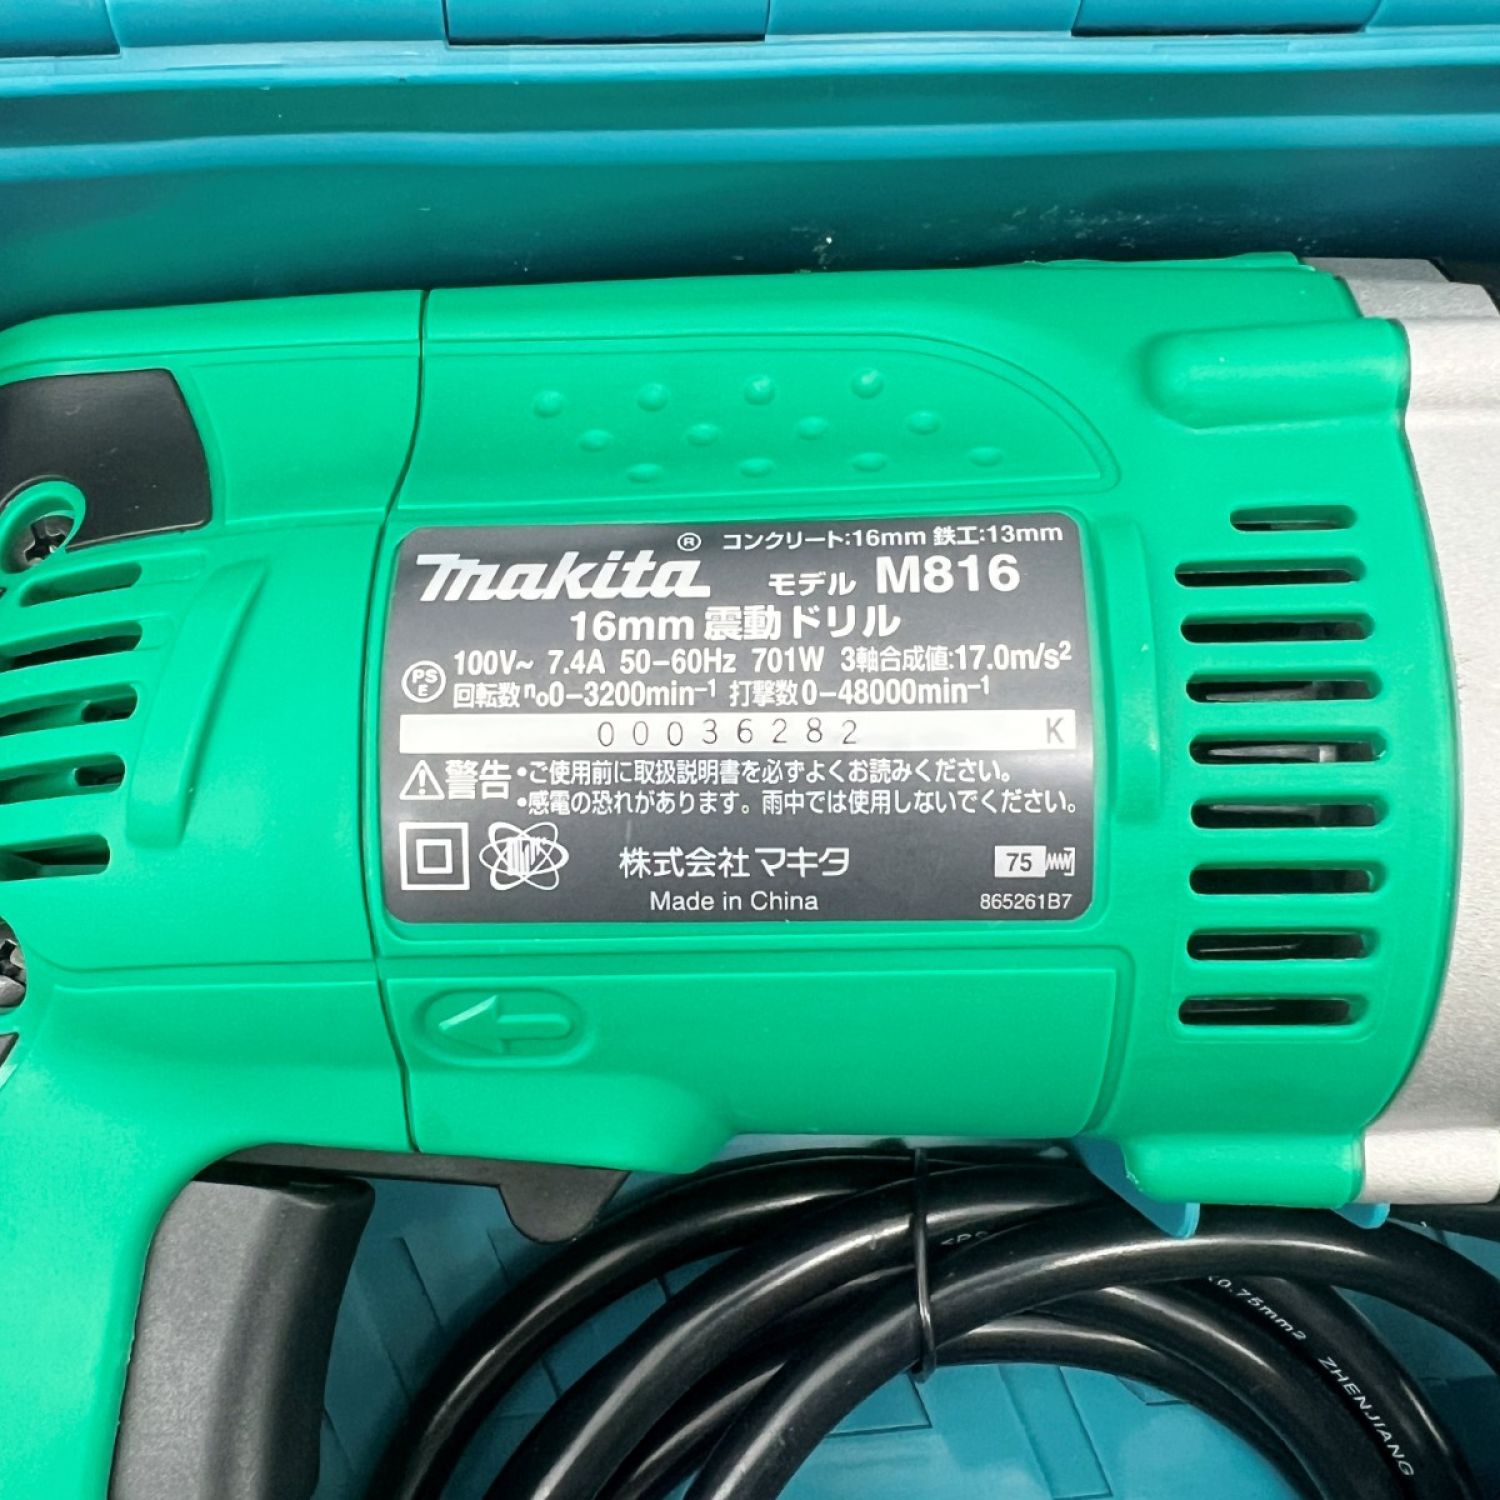 makita® コンクリート:16mm 鉄工:13mm
モデル M816
16mm 震動ドリル
PS E 100V~ 7.4A 50-60Hz 701W 3軸合成値:17.0m/s²
回転数 n₀0-3200min⁻¹ 打撃数 0-48000min⁻¹
00036282 K
警告 •ご使用前に取扱説明書を必ずよくお読みください。
•感電の恐れがあります。雨中では使用しないでください。
株式会社 マキタ 75
Made in China 865261B7
0.75mm2 ZHENJIANG